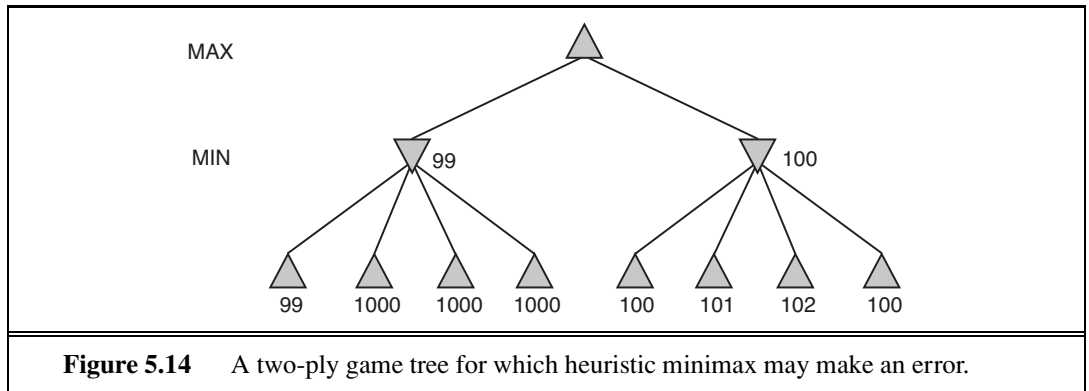 MAX
MIN
99
100
99 1000 1000 1000 100 101 102 100
Figure 5.14 A two-ply game tree for which heuristic minimax may make an error.